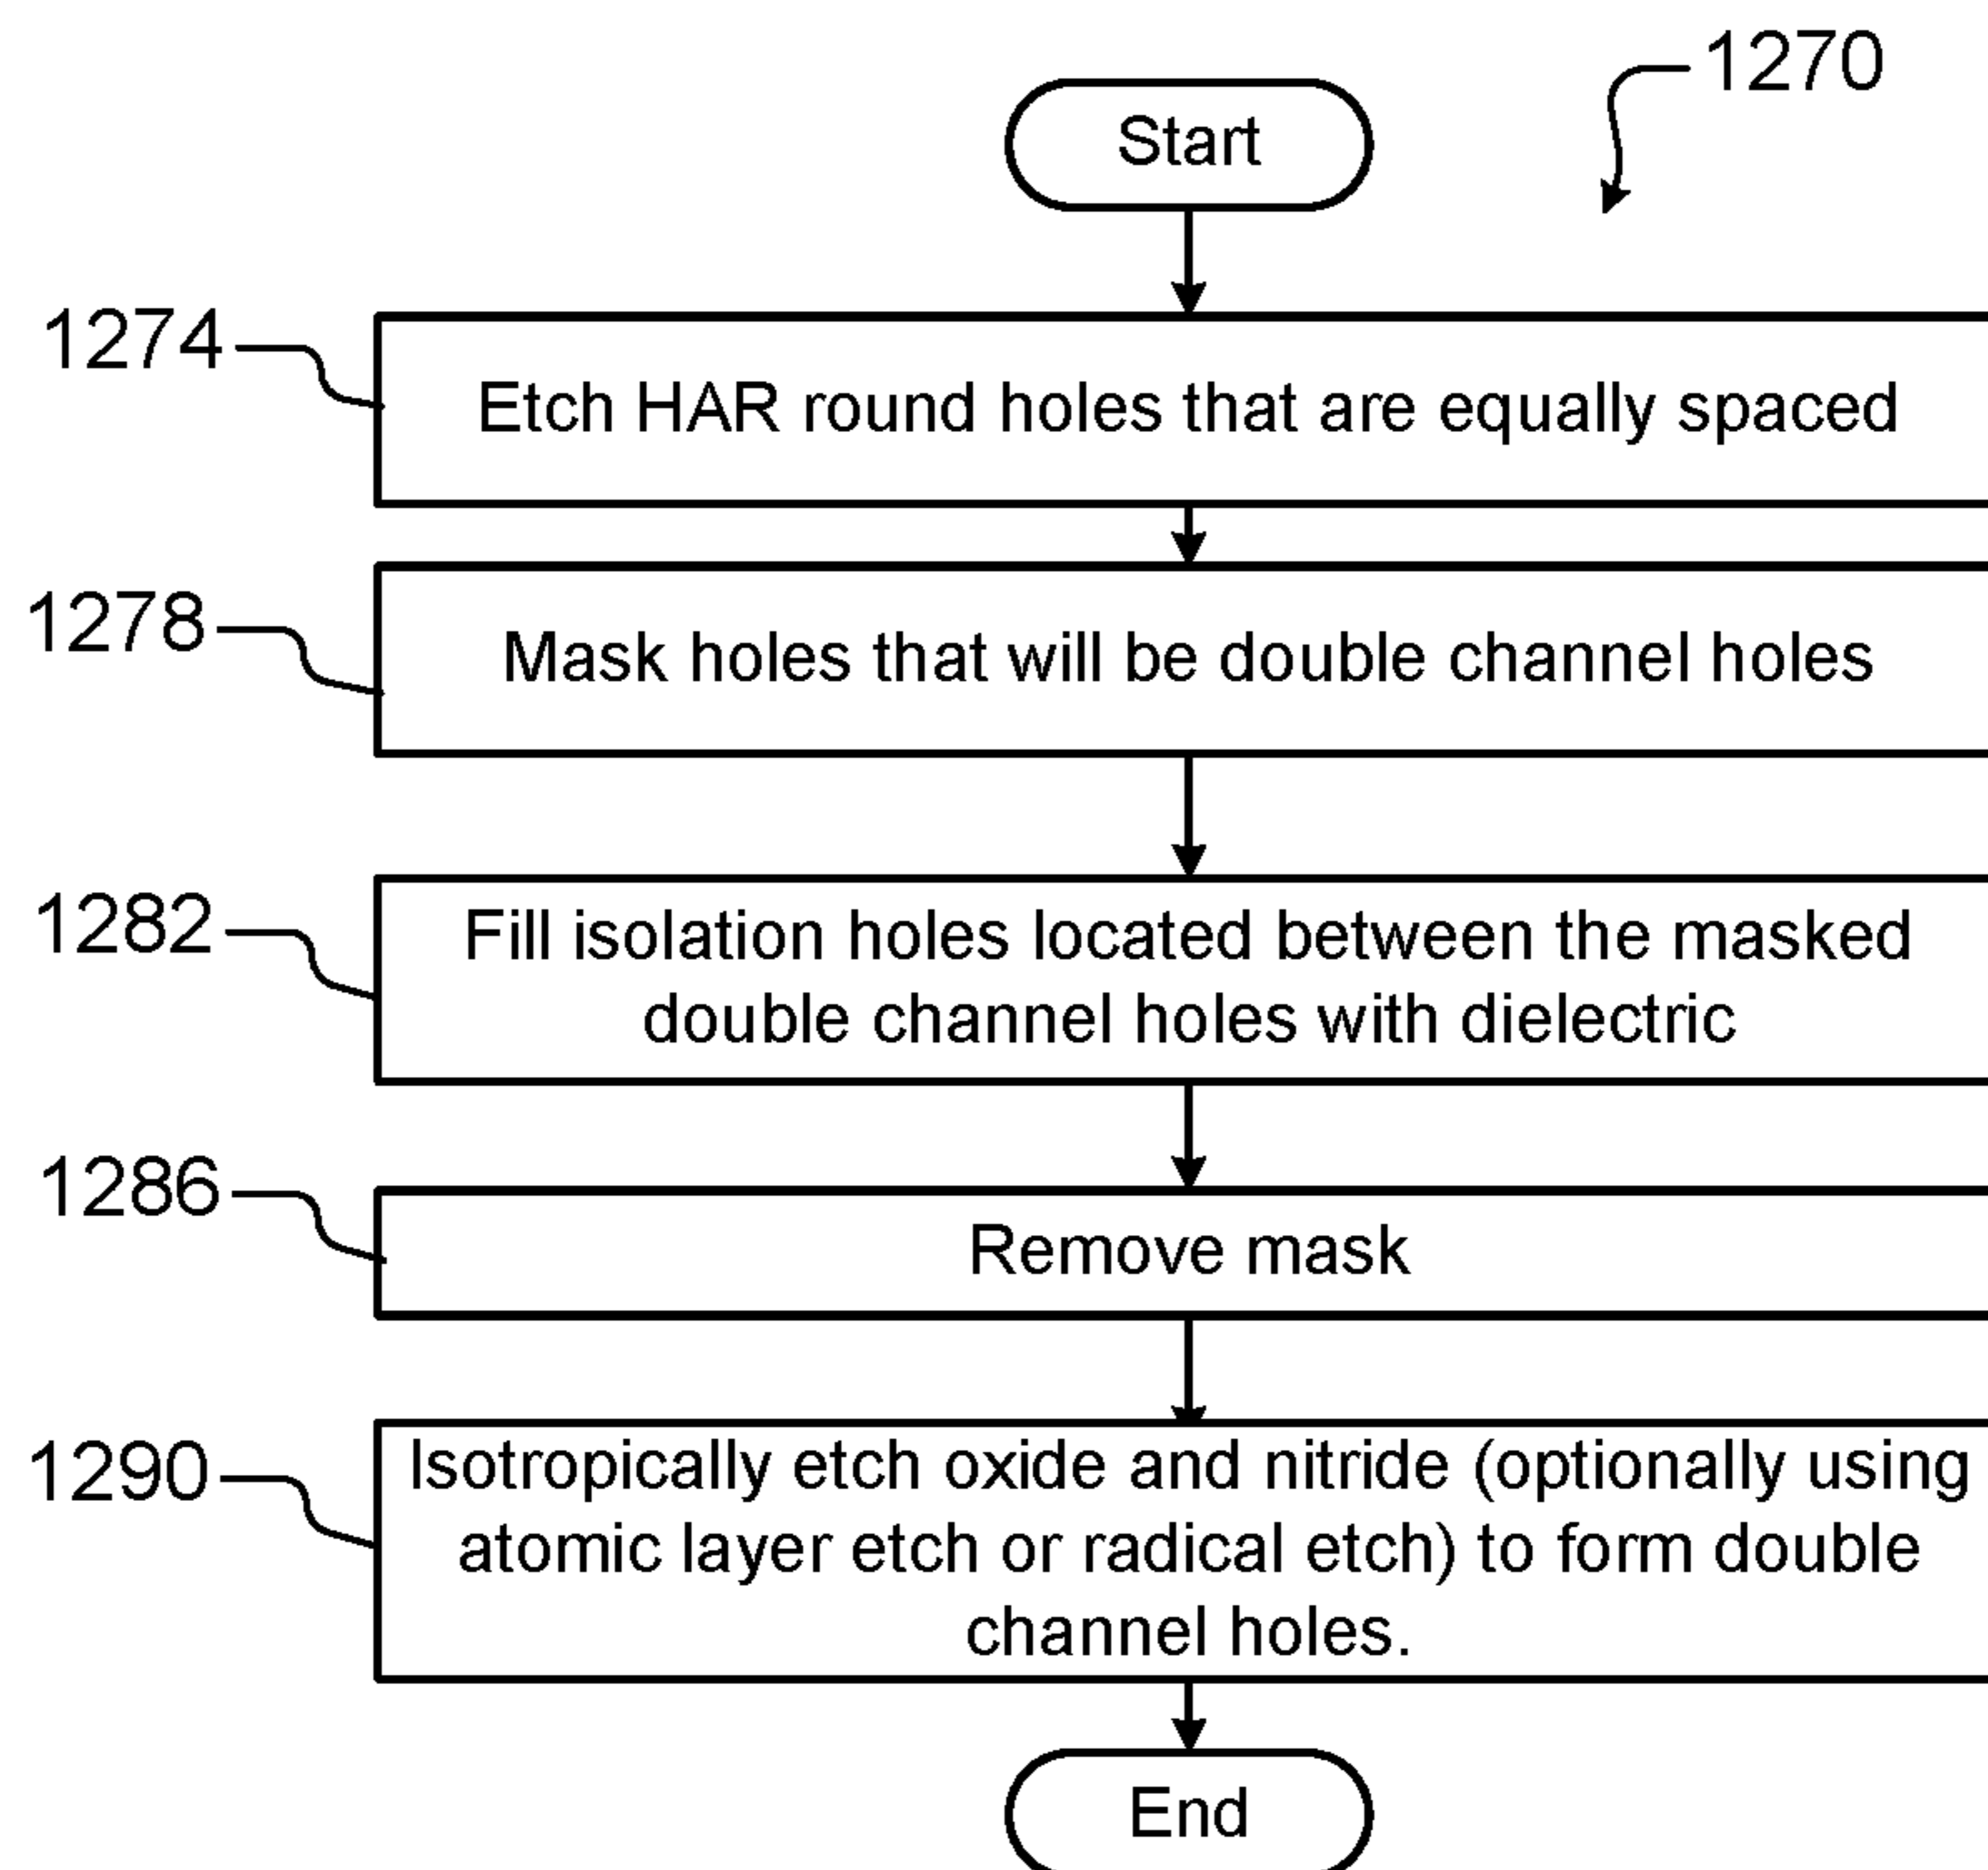 1270
Start
1274
Etch HAR round holes that are equally spaced
1278
Mask holes that will be double channel holes
1282
Fill isolation holes located between the masked
double channel holes with dielectric
1286
Remove mask
1290
Isotropically etch oxide and nitride (optionally using
atomic layer etch or radical etch) to form double
channel holes.
End